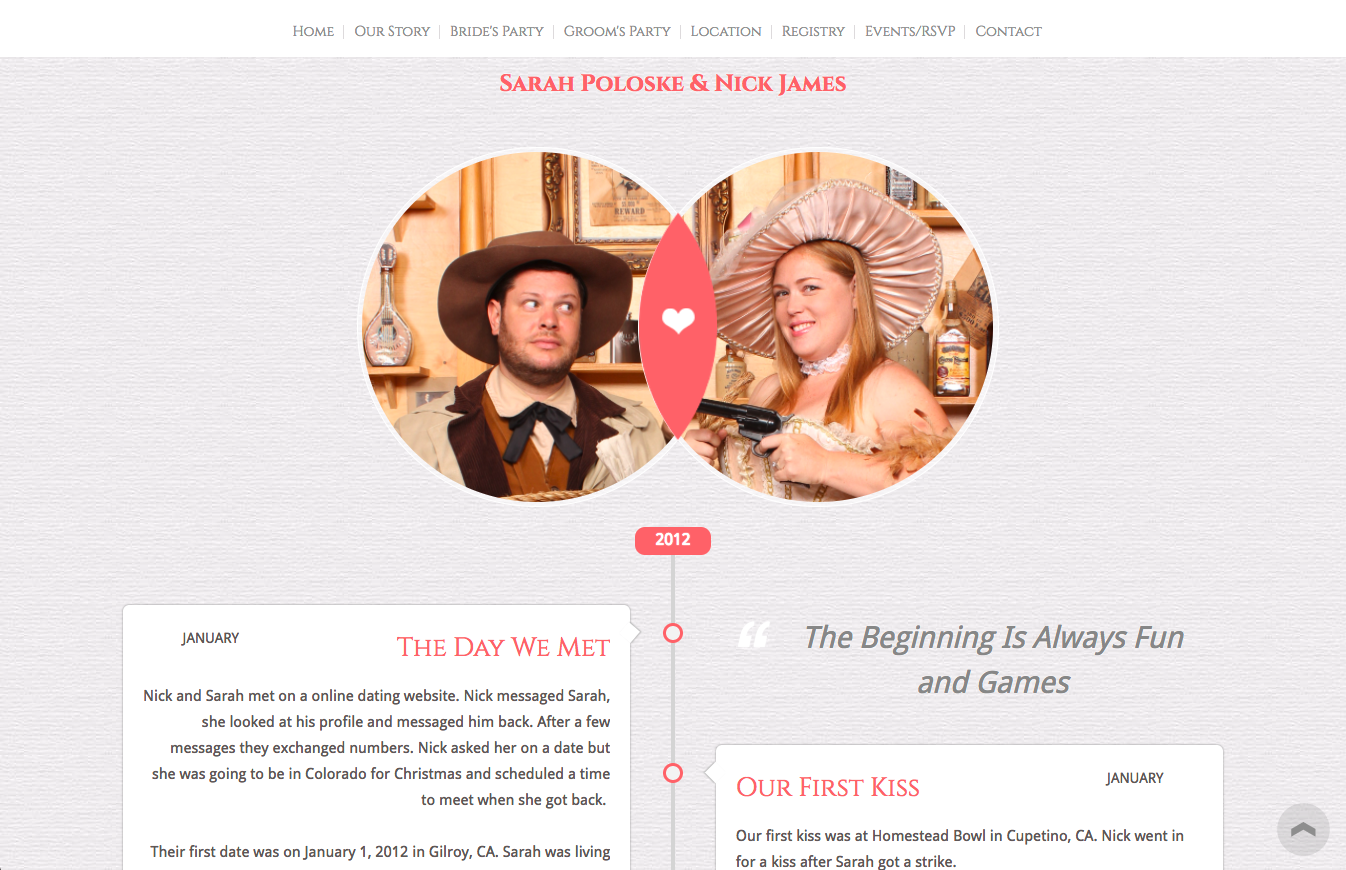 Home Our Story Bride's Party Groom's Party Location Registry Events/RSVP Contact
Sarah Poloske & Nick James
REWARD
2012
JANUARY
The Day We Met
Nick and Sarah met on a online dating website. Nick messaged Sarah,
she looked at his profile and messaged him back. After a few
messages they exchanged numbers. Nick asked her on a date but
she was going to be in Colorado for Christmas and scheduled a time
to meet when she got back.
Their first date was on January 1, 2012 in Gilroy, CA. Sarah was living
“ The Beginning Is Always Fun
and Games
Our First Kiss
JANUARY
Our first kiss was at Homestead Bowl in Cupetino, CA. Nick went in
for a kiss after Sarah got a strike.